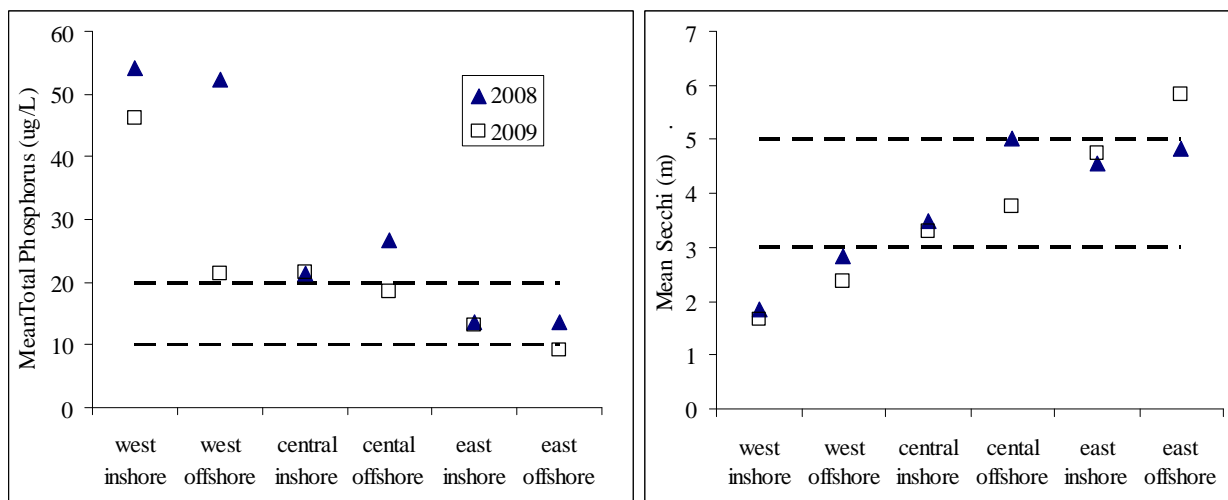 MeanTotal Phosphorus (ug/L)
70
60
50
40
30
20
10
0
2008
2009
west inshore
west offshore
central inshore
cental offshore
east inshore
east offshore
Mean Secchi (m) .
7
6
5
4
3
2
1
0
west inshore
west offshore
central inshore
cental offshore
east inshore
east offshore